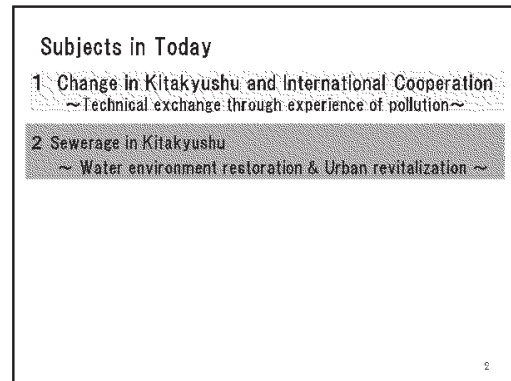 Subjects in Today
1 Change in Kitakyushu and International Cooperation
～Technical exchange through experience of pollution～
2 Sewerage in Kitakyushu
～ Water environment restoration & Urban revitalization ～
2